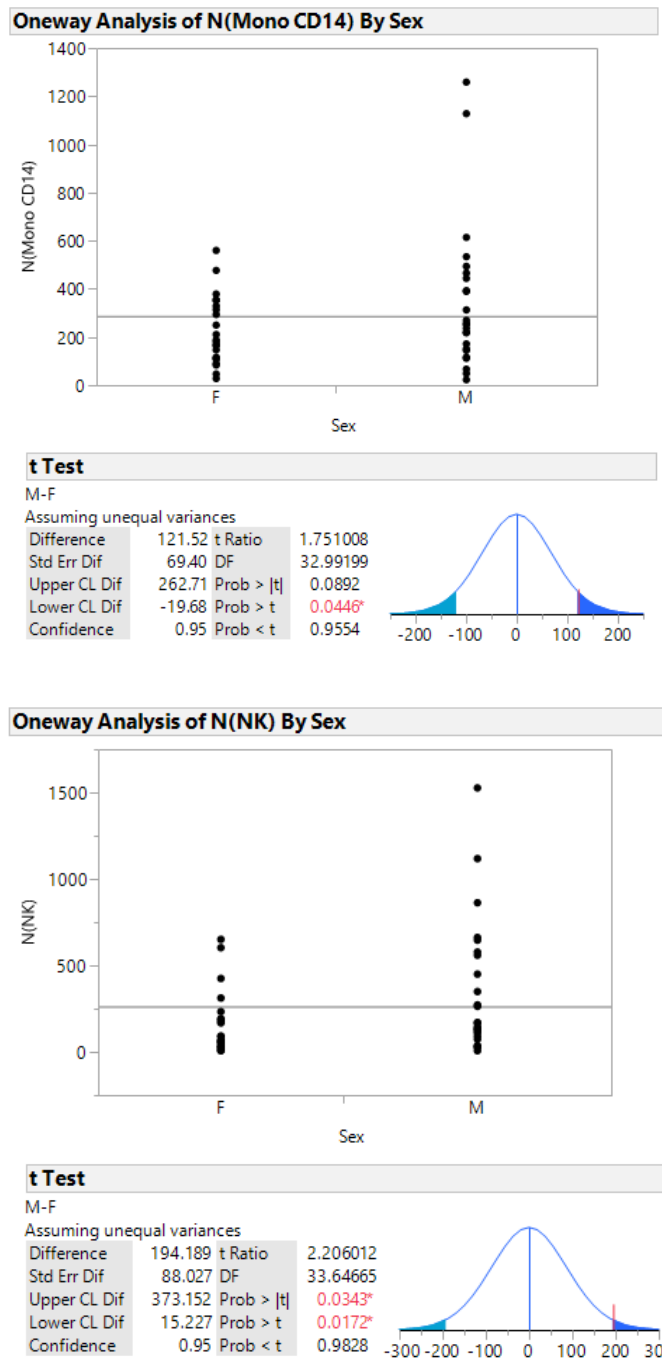 Oneway Analysis of N(Mono CD14) By Sex
1400
1200
1000
800
600
400
200
0
N(Mono CD14)
F M
Sex
t Test
M-F
Assuming unequal variances
Difference 121.52 t Ratio 1.751008
Std Err Dif 69.40 DF 32.99199
Upper CL Dif 262.71 Prob > |t| 0.0892
Lower CL Dif -19.68 Prob > t 0.0446*
Confidence 0.95 Prob < t 0.9554
-200 -100 0 100 200
Oneway Analysis of N(NK) By Sex
1500
1000
500
0
N(NK)
F M
Sex
t Test
M-F
Assuming unequal variances
Difference 194.189 t Ratio 2.206012
Std Err Dif 88.027 DF 33.64665
Upper CL Dif 373.152 Prob > |t| 0.0343*
Lower CL Dif 15.227 Prob > t 0.0172*
Confidence 0.95 Prob < t 0.9828
-300 -200 -100 0 100 200 30